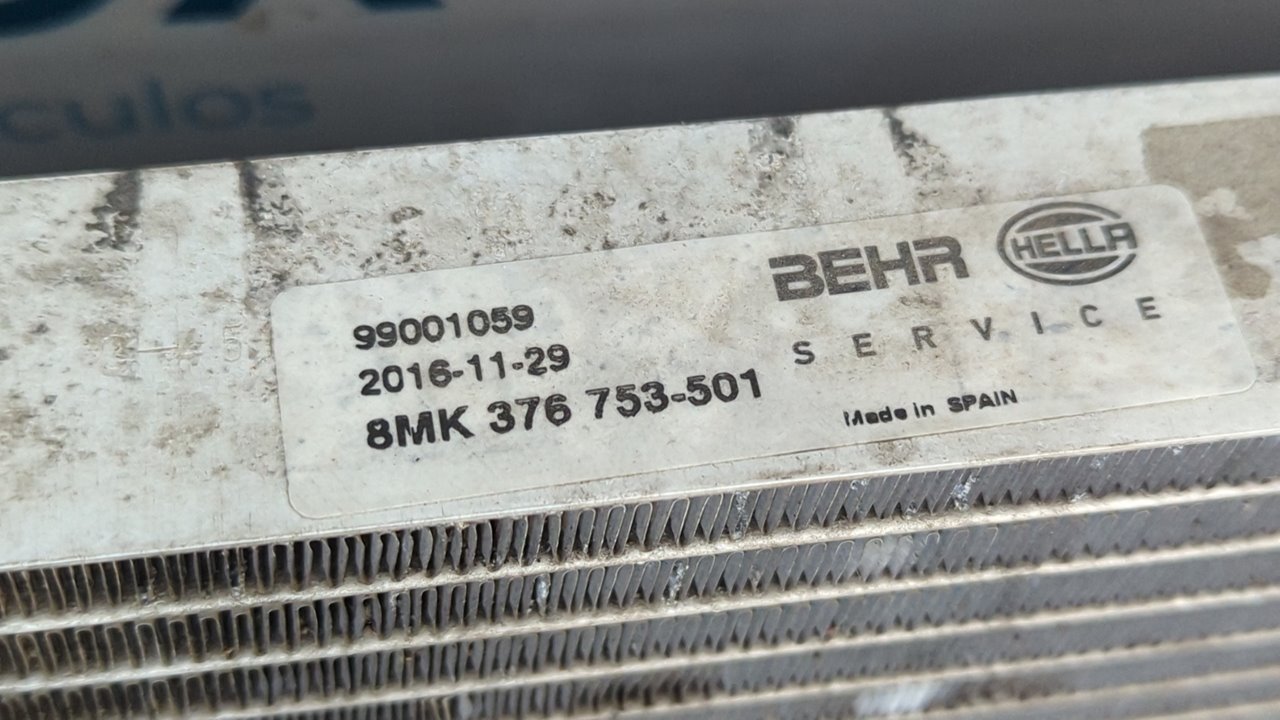 culos
99001059
2016-11-29
8MK 376 753-501
BEHR HELLA
SERVICE
Made in SPAIN